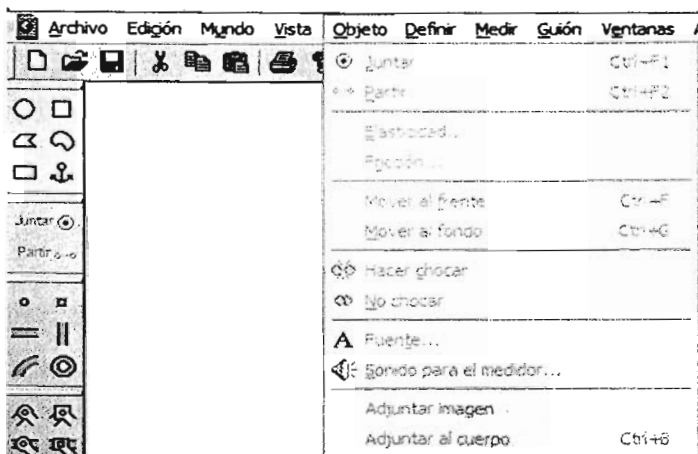 Archivo Edición Mundo Vista Objeto Definir Medir Guión Ventanas
Juntar Ctrl+F1
Partir Ctrl+F2
Elasticidad...
Fricción...
Mover al frente Ctrl+F
Mover al fondo Ctrl+G
Hacer chocar
No chocar
A Fuente...
Sonido para el medidor...
Adjuntar imagen
Adjuntar al cuerpo Ctrl+B
Juntar
Partir